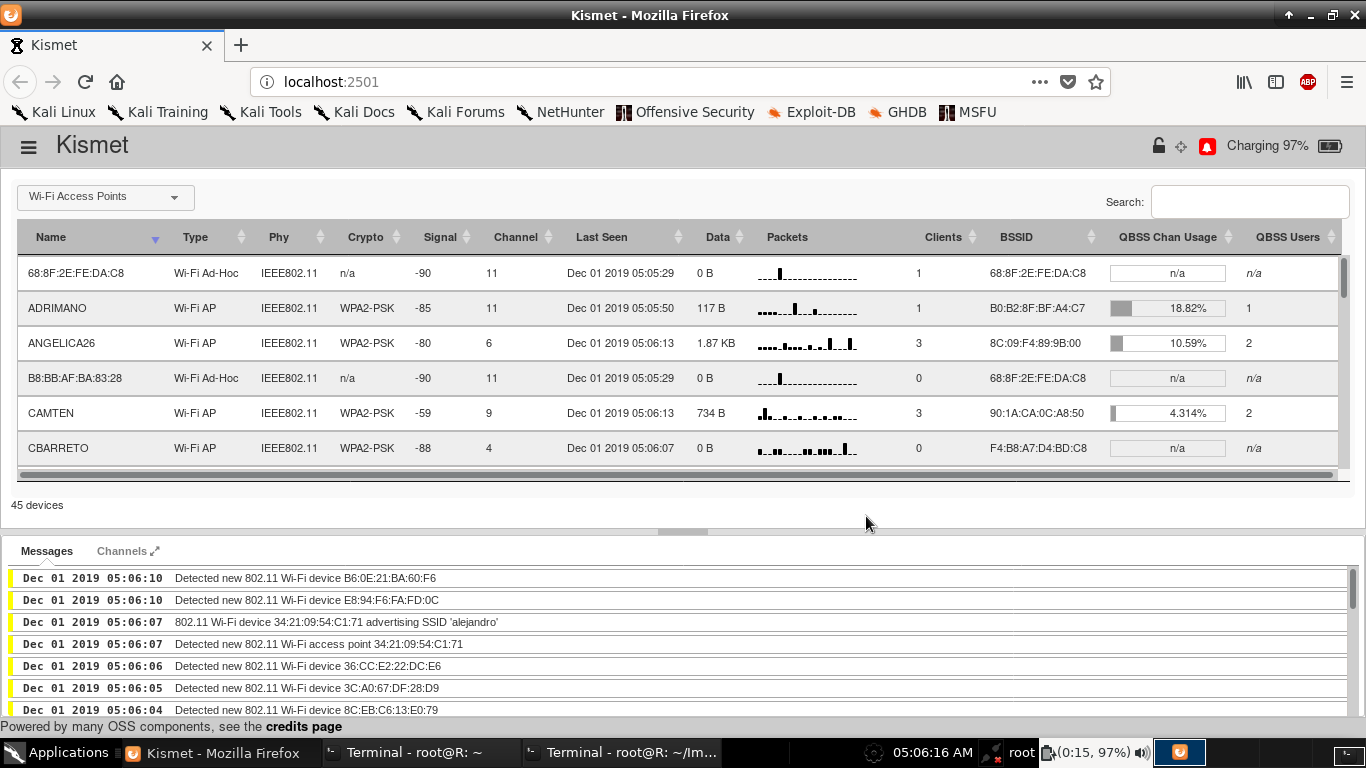 Kismet - Mozilla Firefox
Kismet
localhost:2501
ABP
Kali Linux Kali Training Kali Tools Kali Docs Kali Forums NetHunter Offensive Security Exploit-DB GHDB MSFU
Kismet Charging 97%
Wi-Fi Access Points Search:
Name Type Phy Crypto Signal Channel Last Seen Data Packets Clients BSSID QBSS Chan Usage QBSS Users
68:8F:2E:FE:DA:C8 Wi-Fi Ad-Hoc IEEE802.11 n/a -90 11 Dec 01 2019 05:05:29 0 B 1 68:8F:2E:FE:DA:C8 n/a n/a
ADRIMANO Wi-Fi AP IEEE802.11 WPA2-PSK -85 11 Dec 01 2019 05:05:50 117 B 1 B0:B2:8F:BF:A4:C7 18.82% 1
ANGELICA26 Wi-Fi AP IEEE802.11 WPA2-PSK -80 6 Dec 01 2019 05:06:13 1.87 KB 3 8C:09:F4:89:9B:00 10.59% 2
B8:BB:AF:BA:83:28 Wi-Fi Ad-Hoc IEEE802.11 n/a -90 11 Dec 01 2019 05:05:29 0 B 0 68:8F:2E:FE:DA:C8 n/a n/a
CAMTEN Wi-Fi AP IEEE802.11 WPA2-PSK -59 9 Dec 01 2019 05:06:13 734 B 3 90:1A:CA:0C:A8:50 4.314% 2
CBARRETO Wi-Fi AP IEEE802.11 WPA2-PSK -88 4 Dec 01 2019 05:06:07 0 B 0 F4:B8:A7:D4:BD:C8 n/a n/a
45 devices
Messages Channels
Dec 01 2019 05:06:10 Detected new 802.11 Wi-Fi device B6:0E:21:BA:60:F6
Dec 01 2019 05:06:10 Detected new 802.11 Wi-Fi device E8:94:F6:FA:FD:0C
Dec 01 2019 05:06:07 802.11 Wi-Fi device 34:21:09:54:C1:71 advertising SSID 'alejandro'
Dec 01 2019 05:06:07 Detected new 802.11 Wi-Fi access point 34:21:09:54:C1:71
Dec 01 2019 05:06:06 Detected new 802.11 Wi-Fi device 36:CC:E2:22:DC:E6
Dec 01 2019 05:06:05 Detected new 802.11 Wi-Fi device 3C:A0:67:DF:28:D9
Dec 01 2019 05:06:04 Detected new 802.11 Wi-Fi device 8C:EB:C6:13:E0:79
Powered by many OSS components, see the credits page
Applications Kismet - Mozilla Firefox Terminal - root@R: ~ Terminal - root@R: ~/Im... 05:06:16 AM root (0:15, 97%)